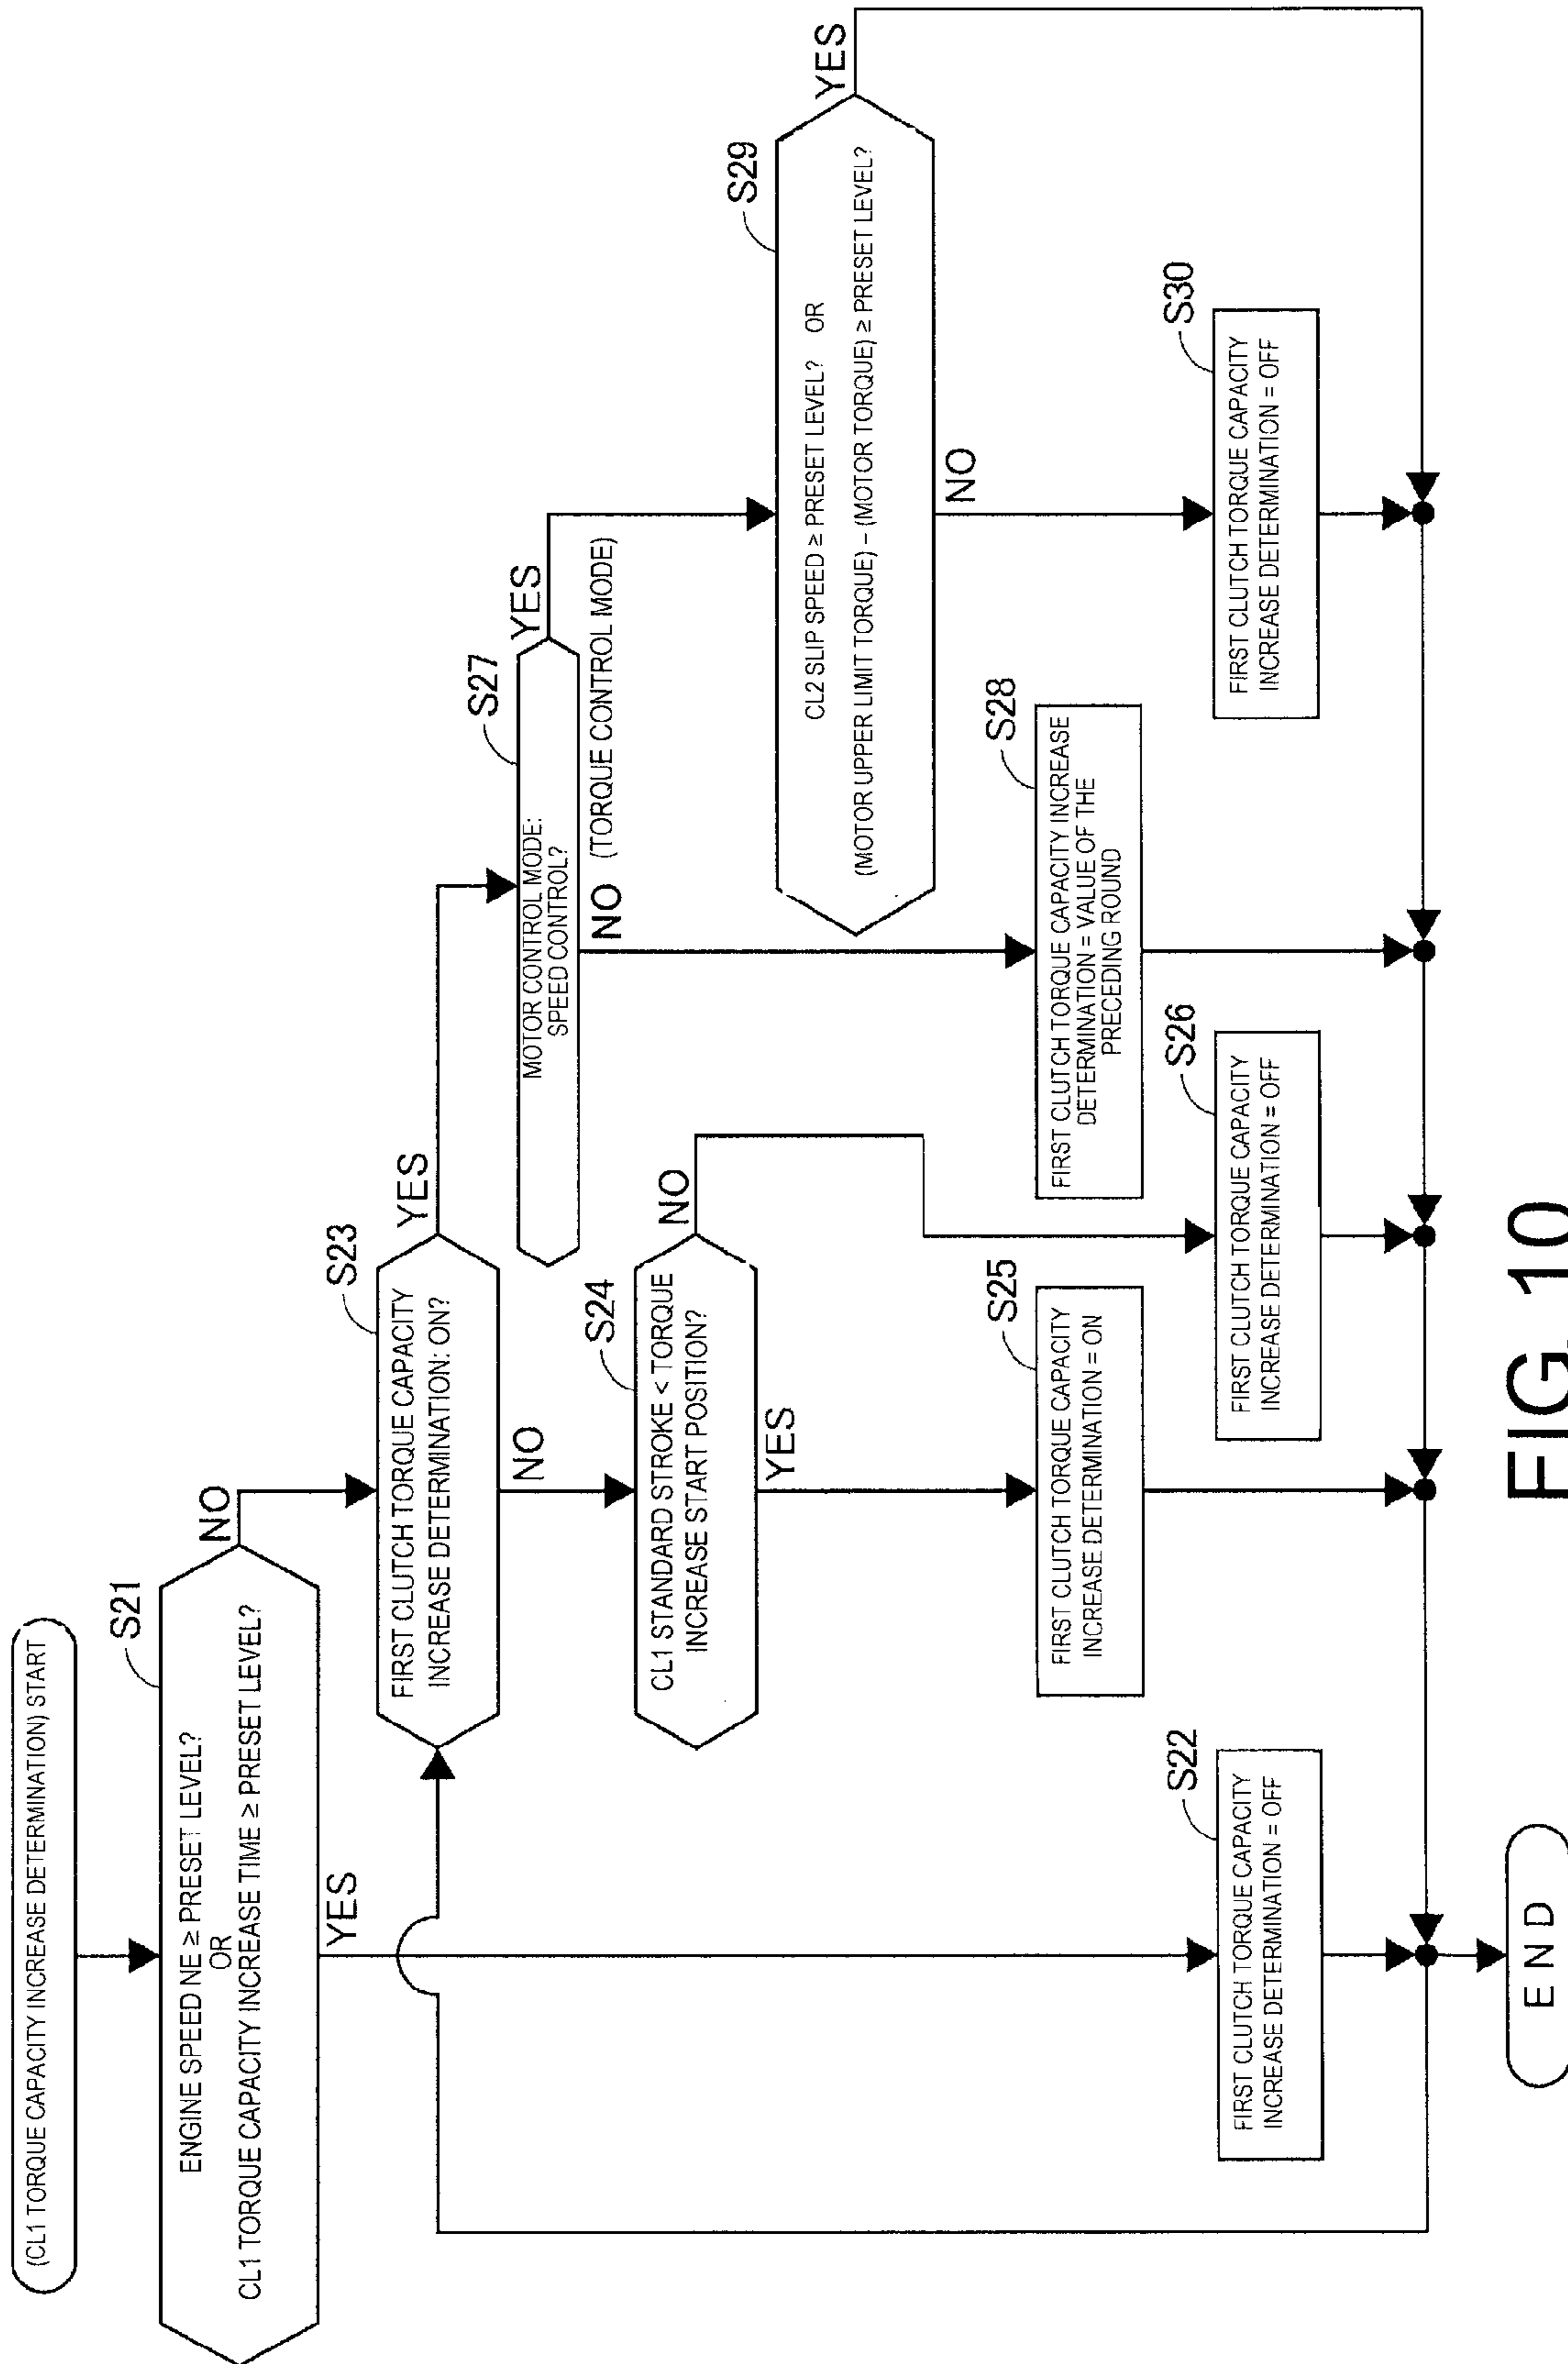 (CL1 TORQUE CAPACITY INCREASE DETERMINATION) START
S21
ENGINE SPEED NE ≥ PRESET LEVEL?
OR
CL1 TORQUE CAPACITY INCREASE TIME ≥ PRESET LEVEL?
NO
YES
S23
FIRST CLUTCH TORQUE CAPACITY
INCREASE DETERMINATION: ON?
YES
NO
S27
MOTOR CONTROL MODE:
SPEED CONTROL?
YES
NO (TORQUE CONTROL MODE)
S24
CL1 STANDARD STROKE < TORQUE
INCREASE START POSITION?
NO
YES
S29
CL2 SLIP SPEED ≥ PRESET LEVEL? OR
(MOTOR UPPER LIMIT TORQUE) – (MOTOR TORQUE) ≥ PRESET LEVEL?
YES
NO
S22
FIRST CLUTCH TORQUE CAPACITY
INCREASE DETERMINATION = OFF
S25
FIRST CLUTCH TORQUE CAPACITY
INCREASE DETERMINATION = ON
S26
FIRST CLUTCH TORQUE CAPACITY
INCREASE DETERMINATION = OFF
S28
FIRST CLUTCH TORQUE CAPACITY INCREASE
DETERMINATION = VALUE OF THE
PRECEDING ROUND
S30
FIRST CLUTCH TORQUE CAPACITY
INCREASE DETERMINATION = OFF
END
FIG. 10